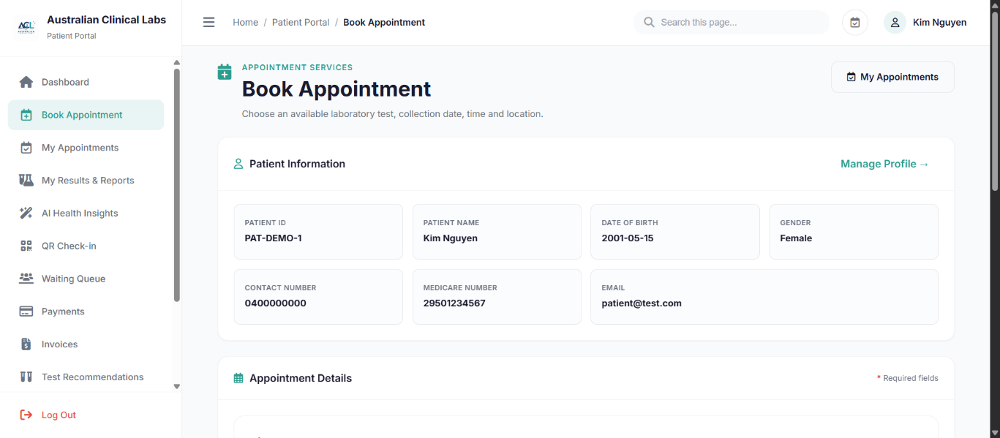 ACL
AUSTRALIAN
Australian Clinical Labs
Patient Portal
Dashboard
Book Appointment
My Appointments
My Results & Reports
AI Health Insights
QR Check-in
Waiting Queue
Payments
Invoices
Test Recommendations
Log Out
Home / Patient Portal / Book Appointment
Search this page...
Kim Nguyen
APPOINTMENT SERVICES
Book Appointment
Choose an available laboratory test, collection date, time and location.
My Appointments
Patient Information
Manage Profile →
PATIENT ID
PAT-DEMO-1
PATIENT NAME
Kim Nguyen
DATE OF BIRTH
2001-05-15
GENDER
Female
CONTACT NUMBER
0400000000
MEDICARE NUMBER
29501234567
EMAIL
patient@test.com
Appointment Details
* Required fields